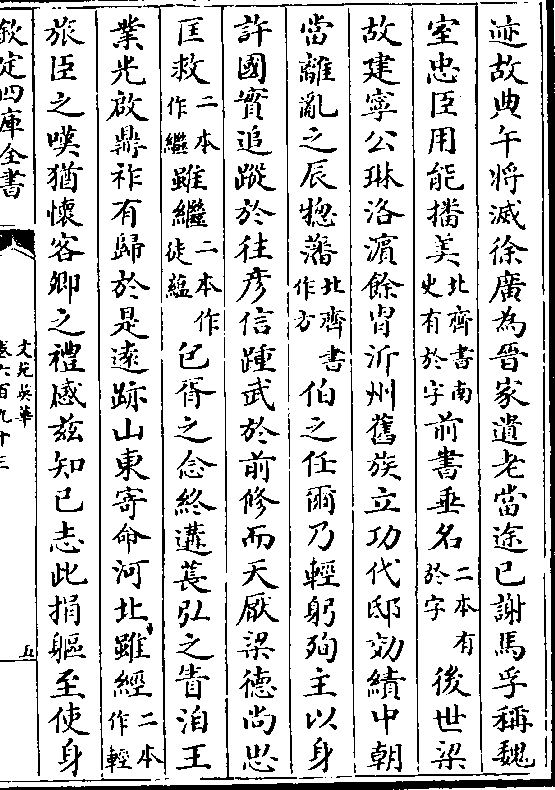 迹故典午将滅徐廣為晉家遺老當途已謝馬孚稱魏
室忠臣用能播美北齊書南史有於字前書垂名二本有於字後世梁
故建寧公琳洛濵餘胄沂州舊族立功代邸効績中朝
當離亂之辰惣藩北齊書作方伯之任爾乃輕躬殉主以身
許國實追蹤於往彦信踵武於前修而天厭梁德尚思
匡救二本作繼雖繼二本作徒藴包胥之念終遘萇弘之眚洎王
業光啟鼎祚有歸於是逺跡山東寄命河北雖經二本作輕
旅臣之嘆猶懐客卿之禮感兹知己志此捐軀至使身
欽定四庫全書
文苑英華
卷六百九十三
五